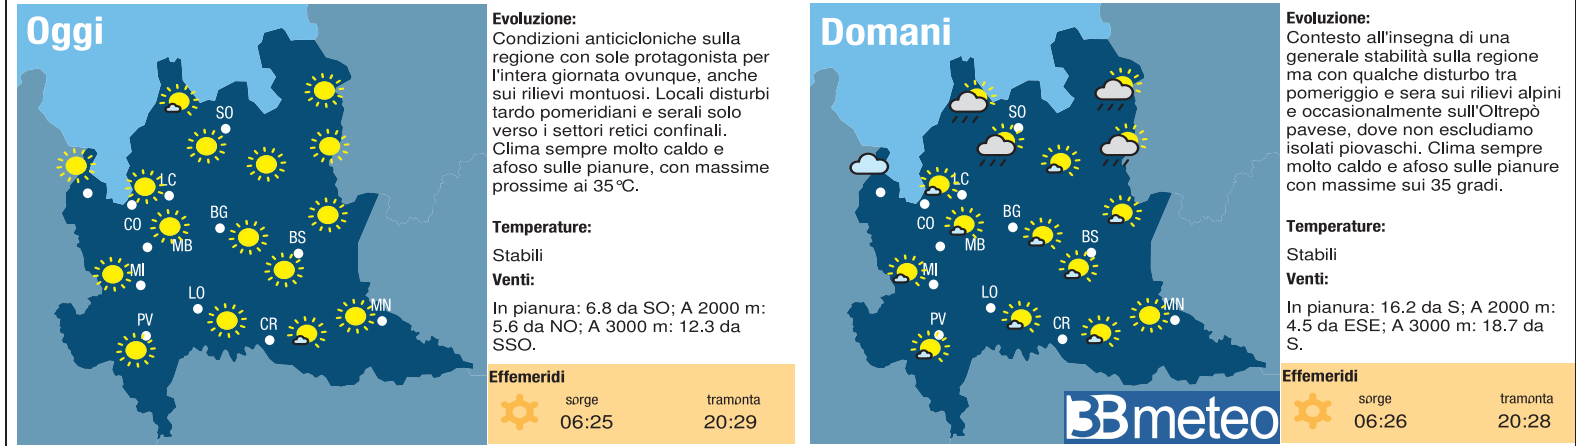 Oggi
SO
LC
CO
MB
BG
BS
MI
LO
PV
CR
MN
Evoluzione:
Condizioni anticicloniche sulla
regione con sole protagonista per
l'intera giornata ovunque, anche
sui rilievi montuosi. Locali disturbi
tardo pomeridiani e serali solo
verso i settori retici confinali.
Clima sempre molto caldo e
afoso sulle pianure, con massime
prossime ai 35°C.
Temperature:
Stabili
Venti:
In pianura: 6.8 da SO; A 2000 m:
5.6 da NO; A 3000 m: 12.3 da
SSO.
Effemeridi
sorge tramonta
06:25 20:29
Domani
SO
LC
CO
MB
BG
BS
MI
LO
PV
CR
MN
3Bmeteo
Evoluzione:
Contesto all'insegna di una
generale stabilità sulla regione
ma con qualche disturbo tra
pomeriggio e sera sui rilievi alpini
e occasionalmente sull'Oltrepò
pavese, dove non escludiamo
isolati piovaschi. Clima sempre
molto caldo e afoso sulle pianure
con massime sui 35 gradi.
Temperature:
Stabili
Venti:
In pianura: 16.2 da S; A 2000 m:
4.5 da ESE; A 3000 m: 18.7 da
S.
Effemeridi
sorge tramonta
06:26 20:28